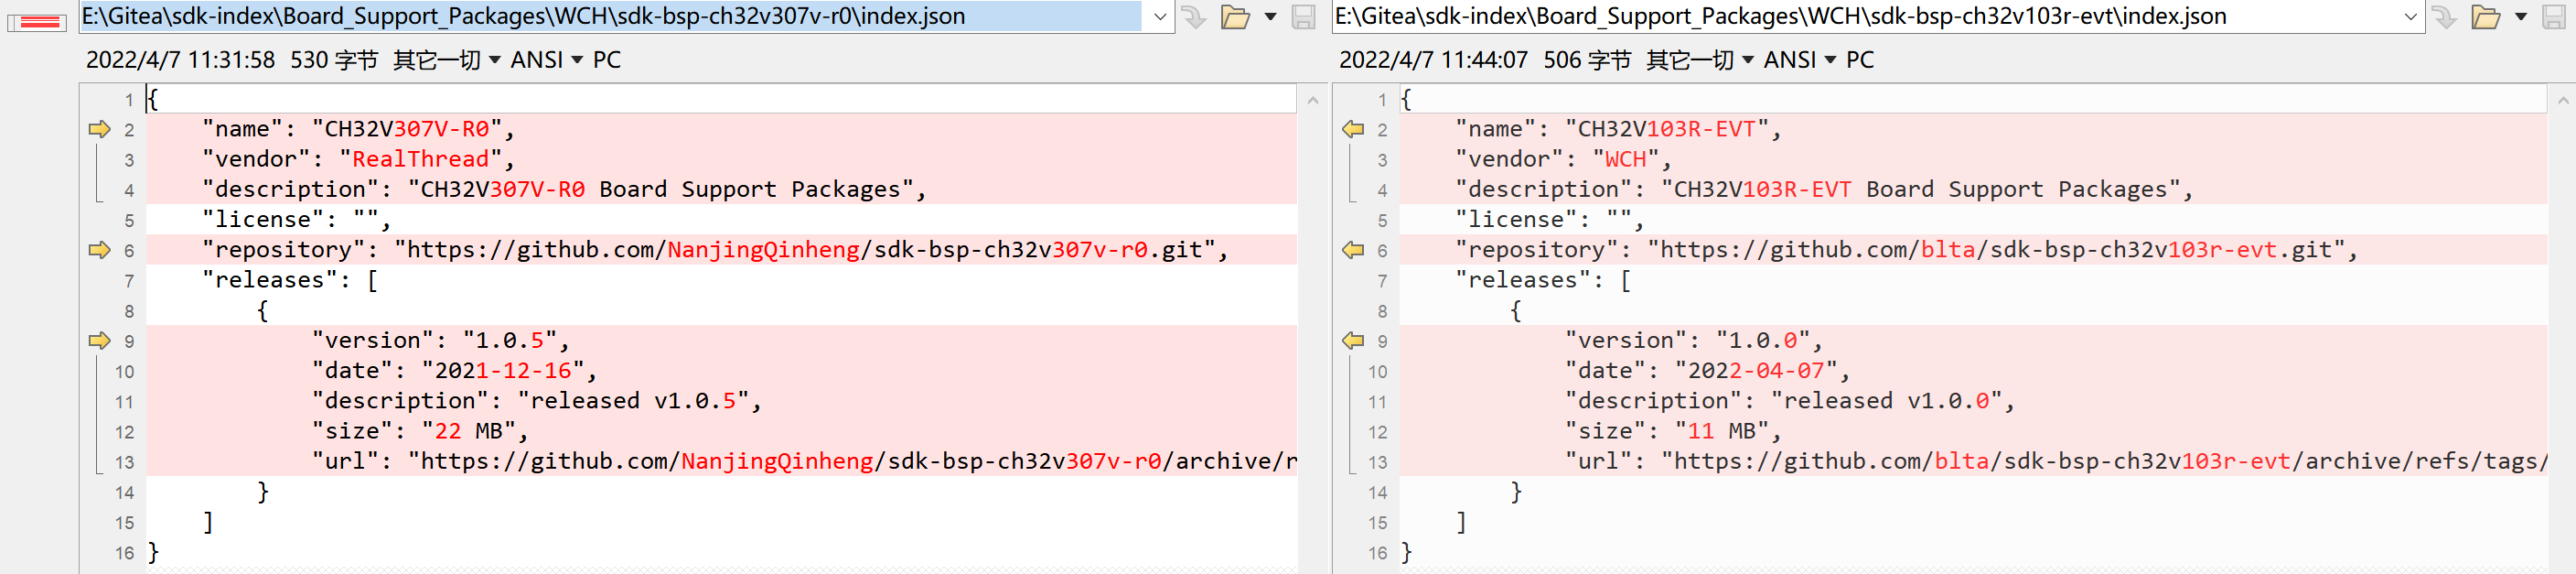 E:\Gitea\sdk-index\Board_Support_Packages\WCH\sdk-bsp-ch32v307v-r0\index.json
2022/4/7 11:31:58 530 字节 其它一切 ANSI PC
1 {
2 "name": "CH32V307V-R0",
3 "vendor": "RealThread",
4 "description": "CH32V307V-R0 Board Support Packages",
5 "license": "",
6 "repository": "https://github.com/NanjingQinheng/sdk-bsp-ch32v307v-r0.git",
7 "releases": [
8 {
9 "version": "1.0.5",
10 "date": "2021-12-16",
11 "description": "released v1.0.5",
12 "size": "22 MB",
13 "url": "https://github.com/NanjingQinheng/sdk-bsp-ch32v307v-r0/archive/r
14 }
15 ]
16 }
E:\Gitea\sdk-index\Board_Support_Packages\WCH\sdk-bsp-ch32v103r-evt\index.json
2022/4/7 11:44:07 506 字节 其它一切 ANSI PC
1 {
2 "name": "CH32V103R-EVT",
3 "vendor": "WCH",
4 "description": "CH32V103R-EVT Board Support Packages",
5 "license": "",
6 "repository": "https://github.com/blta/sdk-bsp-ch32v103r-evt.git",
7 "releases": [
8 {
9 "version": "1.0.0",
10 "date": "2022-04-07",
11 "description": "released v1.0.0",
12 "size": "11 MB",
13 "url": "https://github.com/blta/sdk-bsp-ch32v103r-evt/archive/refs/tags/
14 }
15 ]
16 }